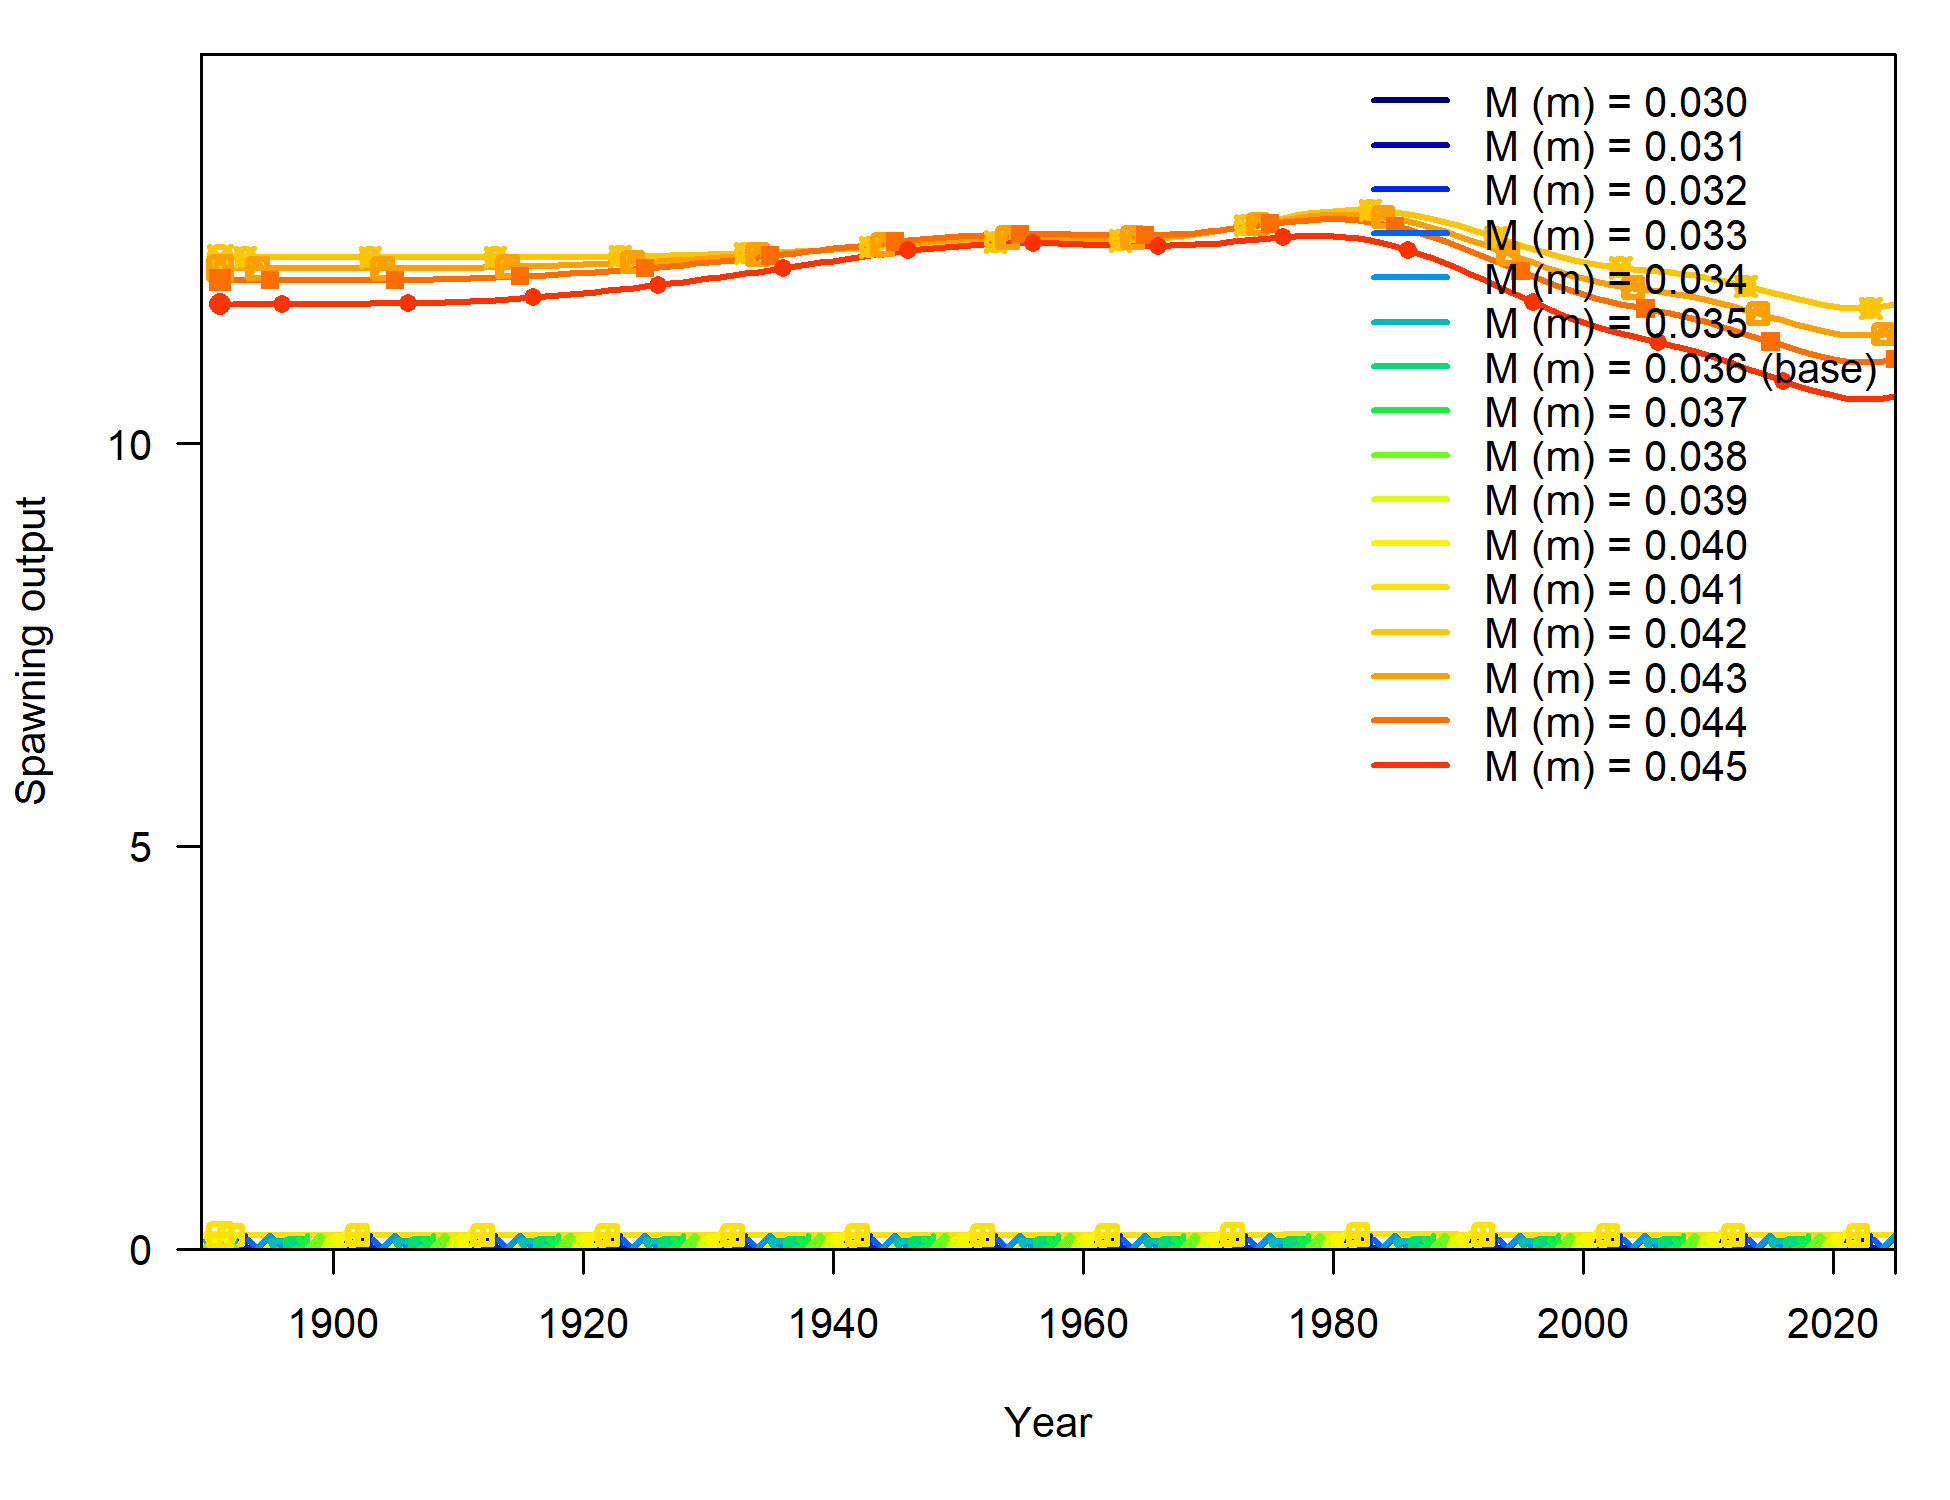 M (m) = 0.030
M (m) = 0.031
M (m) = 0.032
M (m) = 0.033
M (m) = 0.034
M (m) = 0.035
M (m) = 0.036 (base)
M (m) = 0.037
M (m) = 0.038
M (m) = 0.039
M (m) = 0.040
M (m) = 0.041
M (m) = 0.042
M (m) = 0.043
M (m) = 0.044
M (m) = 0.045
10
5
0
Spawning output
1900 1920 1940 1960 1980 2000 2020
Year